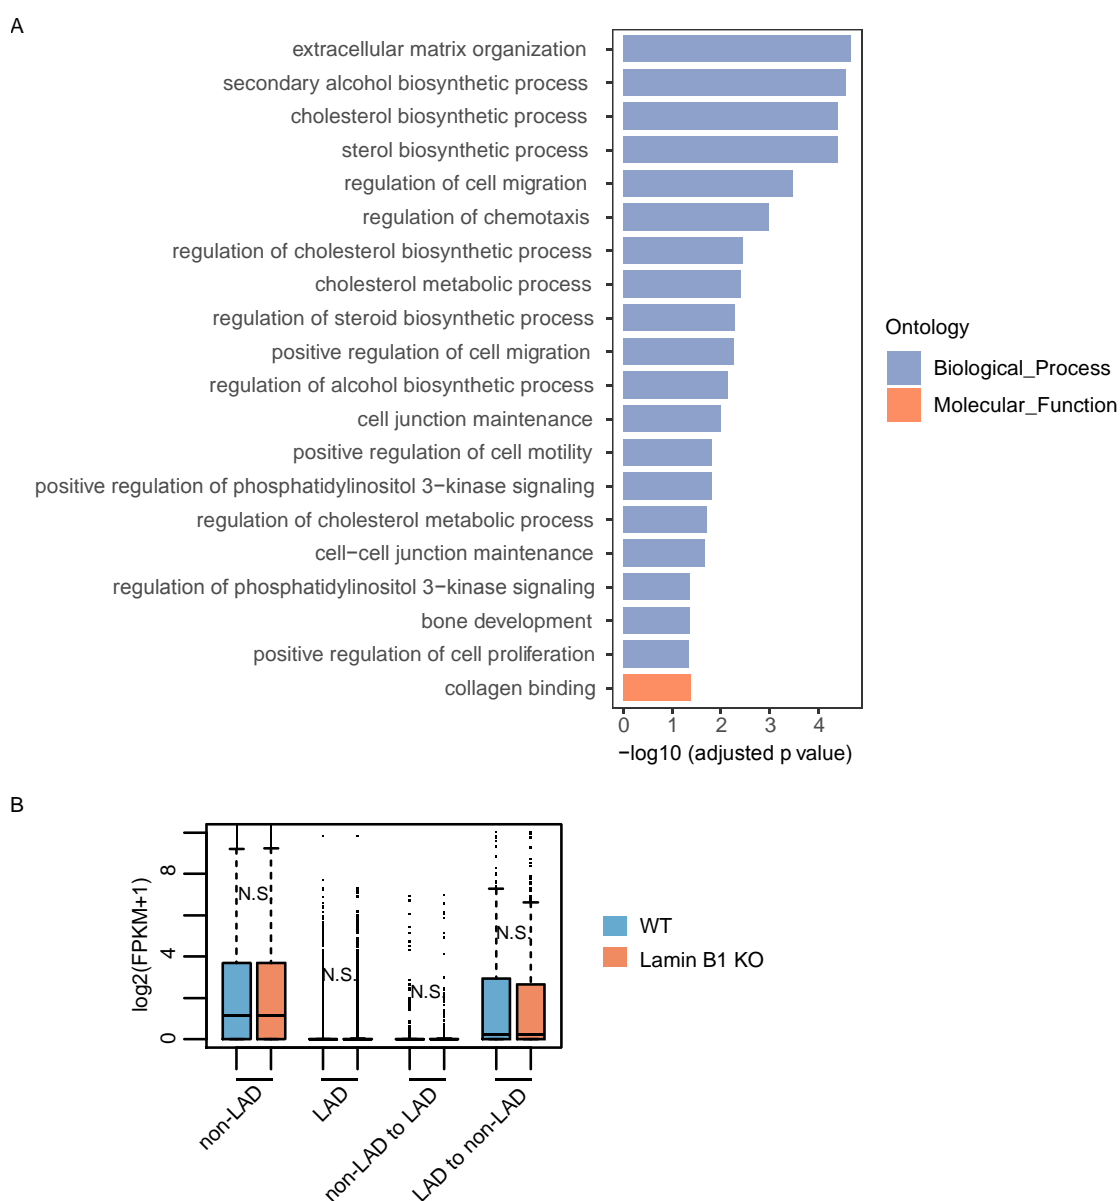 A
extracellular matrix organization
secondary alcohol biosynthetic process
cholesterol biosynthetic process
sterol biosynthetic process
regulation of cell migration
regulation of chemotaxis
regulation of cholesterol biosynthetic process
cholesterol metabolic process
regulation of steroid biosynthetic process
positive regulation of cell migration
regulation of alcohol biosynthetic process
cell junction maintenance
positive regulation of cell motility
positive regulation of phosphatidylinositol 3−kinase signaling
regulation of cholesterol metabolic process
cell−cell junction maintenance
regulation of phosphatidylinositol 3−kinase signaling
bone development
positive regulation of cell proliferation
collagen binding
0 1 2 3 4
−log10 (adjusted p value)
Ontology
Biological_Process
Molecular_Function
B
log2(FPKM+1)
8
4
0
N.S.
N.S.
N.S.
N.S.
non-LAD
LAD
non-LAD to LAD
LAD to non-LAD
WT
Lamin B1 KO